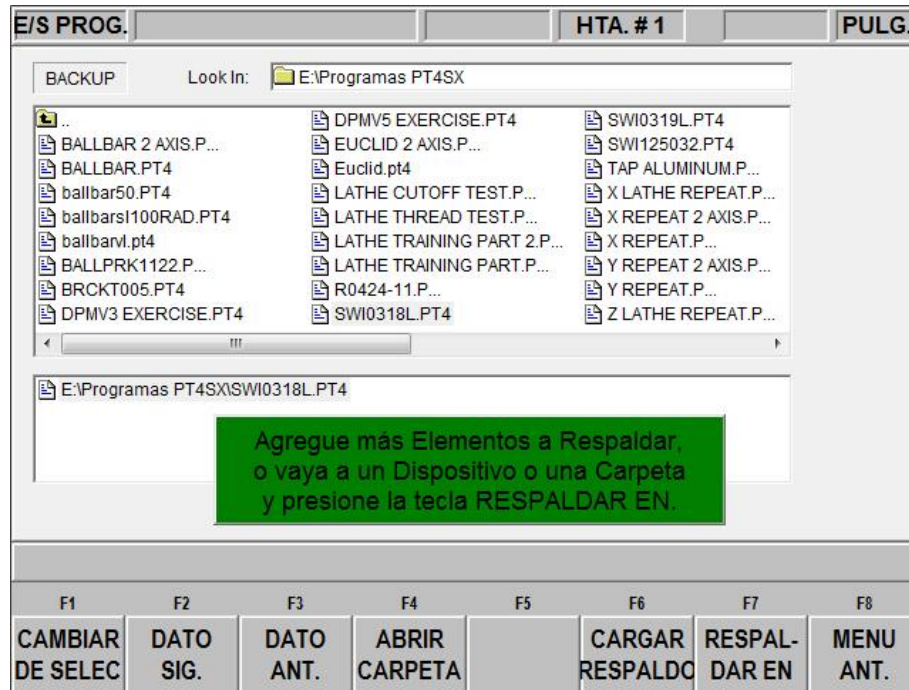 E/S PROG.
HTA. # 1
PULG.
BACKUP
Look In:
E:\Programas PT4SX
..
BALLBAR 2 AXIS.P...
BALLBAR.PT4
ballbar50.PT4
ballbarsl100RAD.PT4
ballbarvl.pt4
BALLPRK1122.P...
BRCKT005.PT4
DPMV3 EXERCISE.PT4
DPMV5 EXERCISE.PT4
EUCLID 2 AXIS.P...
Euclid.pt4
LATHE CUTOFF TEST.P...
LATHE THREAD TEST.P...
LATHE TRAINING PART 2.P...
LATHE TRAINING PART.P...
R0424-11.P...
SWI0318L.PT4
SWI0319L.PT4
SWI125032.PT4
TAP ALUMINUM.P...
X LATHE REPEAT.P...
X REPEAT 2 AXIS.P...
X REPEAT.P...
Y REPEAT 2 AXIS.P...
Y REPEAT.P...
Z LATHE REPEAT.P...
E:\Programas PT4SX\SWI0318L.PT4
Agregue más Elementos a Respaldar,
o vaya a un Dispositivo o una Carpeta
y presione la tecla RESPALDAR EN.
F1
CAMBIAR
DE SELEC
F2
DATO
SIG.
F3
DATO
ANT.
F4
ABRIR
CARPETA
F5
F6
CARGAR
RESPALDO
F7
RESPAL-
DAR EN
F8
MENU
ANT.